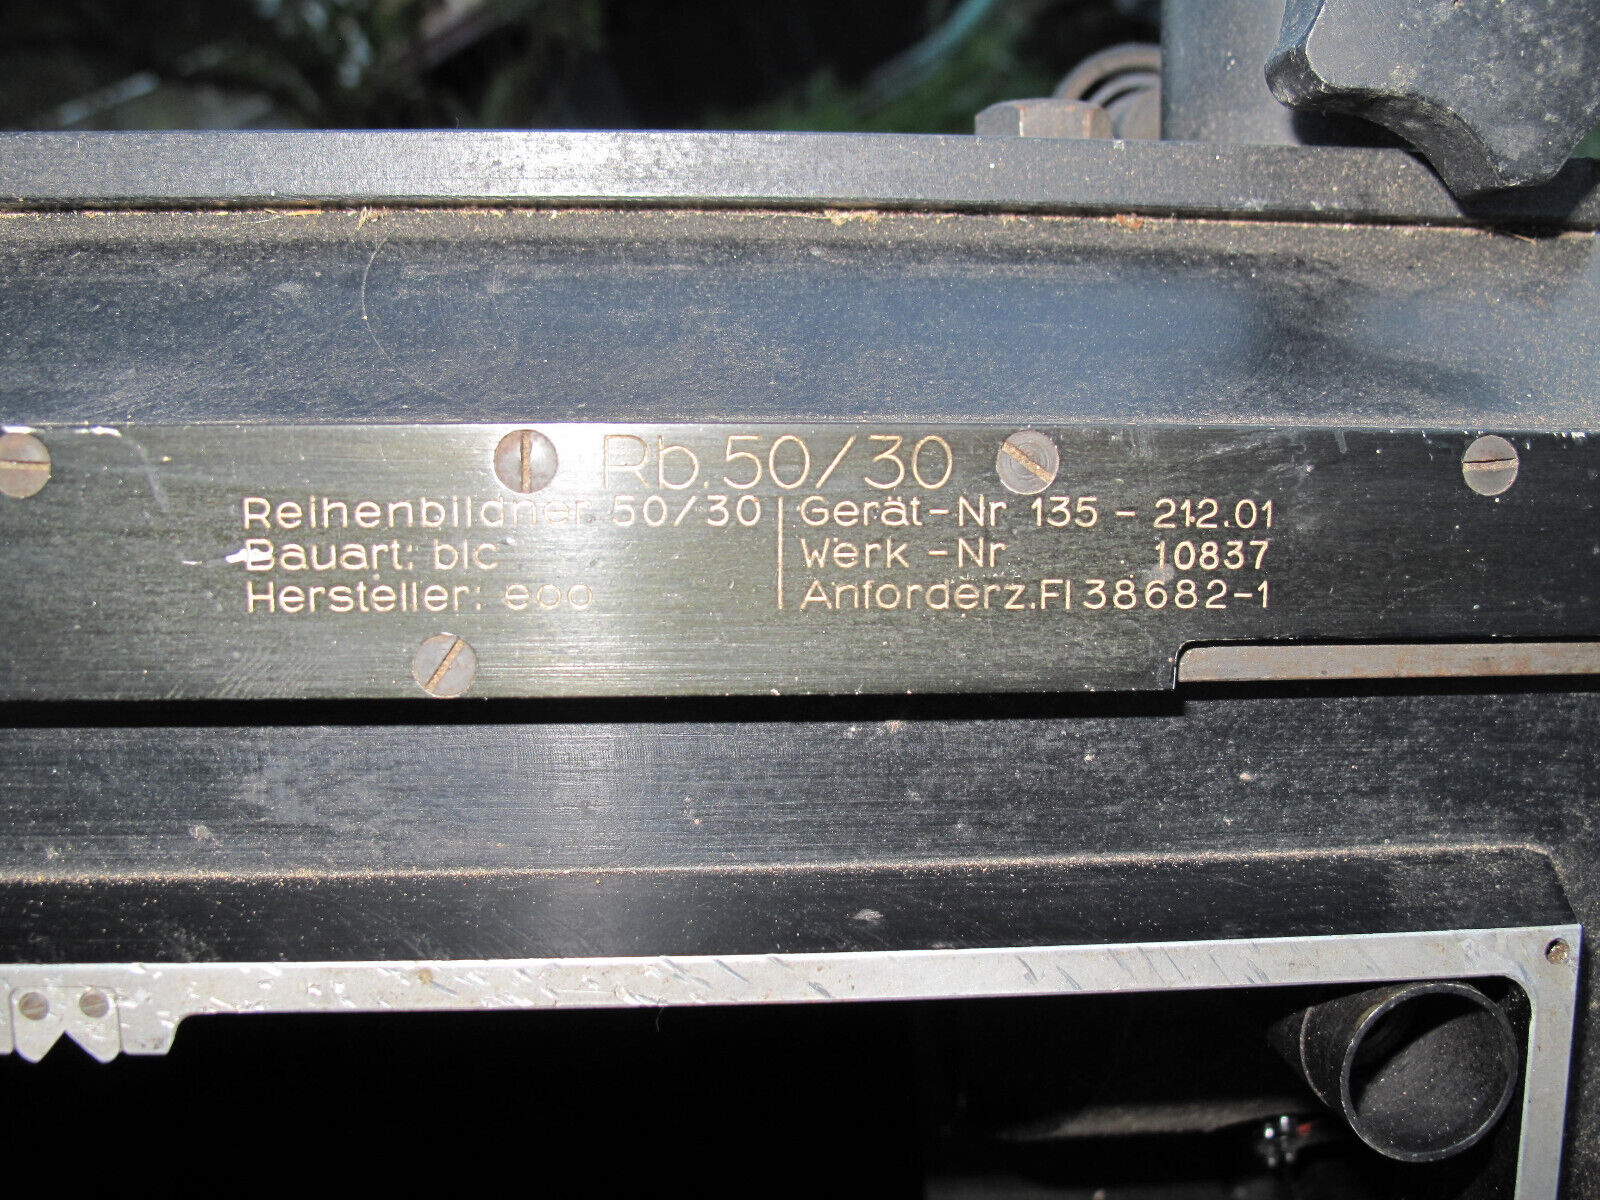 Rb.50/30
Reihenbildner 50/30
Bauart: blc
Hersteller: eoo
Gerät-Nr 135-212.01
Werk-Nr 10837
Anforderz.Fl 38682-1